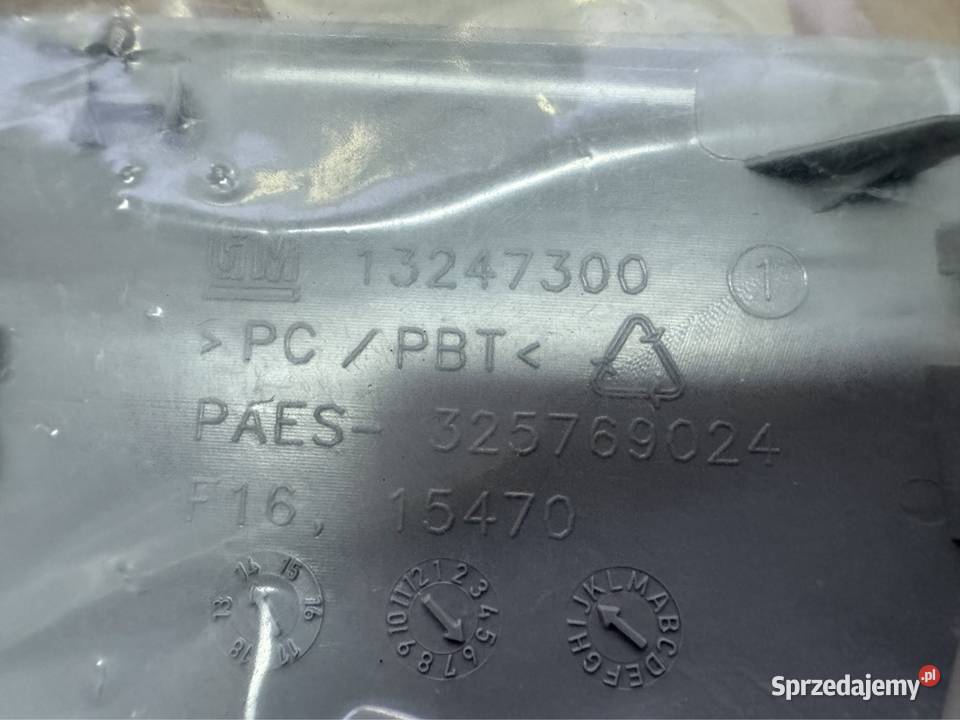 GM 13247300 1
>PC/PBT<
PAES- 325769024
F16, 15470
13 14 15 16 17 18
1 2 3 4 5 6 7 8 9 10 11 12
A B C D E F G H I J K L M
Sprzedajemy.pl